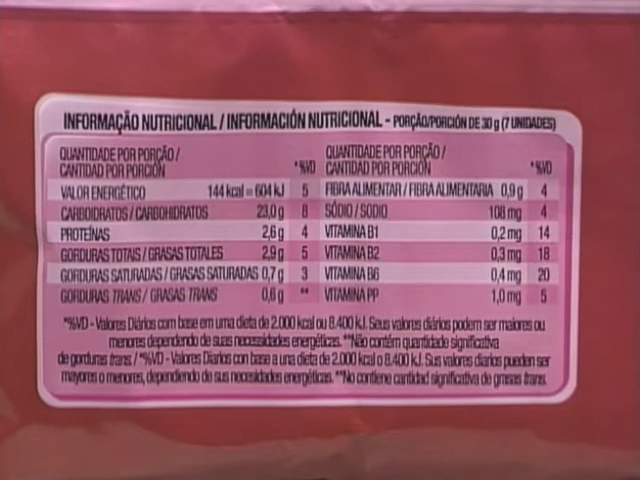 INFORMAÇÃO NUTRICIONAL / INFORMACIÓN NUTRICIONAL - PORÇÃO/PORCIÓN DE 30 g (7 UNIDADES)
QUANTIDADE POR PORÇÃO /
CANTIDAD POR PORCIÓN *%VD
VALOR ENERGÉTICO 144 kcal = 604 kJ 5
CARBOIDRATOS / CARBOHIDRATOS 23,0 g 8
PROTEÍNAS 2,6 g 4
GORDURAS TOTAIS / GRASAS TOTALES 2,9 g 5
GORDURAS SATURADAS / GRASAS SATURADAS 0,7 g 3
GORDURAS TRANS / GRASAS TRANS 0,6 g **
QUANTIDADE POR PORÇÃO /
CANTIDAD POR PORCIÓN *%VD
FIBRA ALIMENTAR / FIBRA ALIMENTARIA 0,9 g 4
SÓDIO / SODIO 108 mg 4
VITAMINA B1 0,2 mg 14
VITAMINA B2 0,3 mg 18
VITAMINA B6 0,4 mg 20
VITAMINA PP 1,0 mg 5
*%VD - Valores Diários com base em uma dieta de 2.000 kcal ou 8.400 kJ. Seus valores diários podem ser maiores ou
menores dependendo de suas necessidades energéticas. **Não contém quantidade significativa
de gorduras trans. / *%VD - Valores Diarios con base a una dieta de 2.000 kcal o 8.400 kJ. Sus valores diarios pueden ser
mayores o menores, dependiendo de sus necesidades energéticas. **No contiene cantidad significativa de grasas trans.